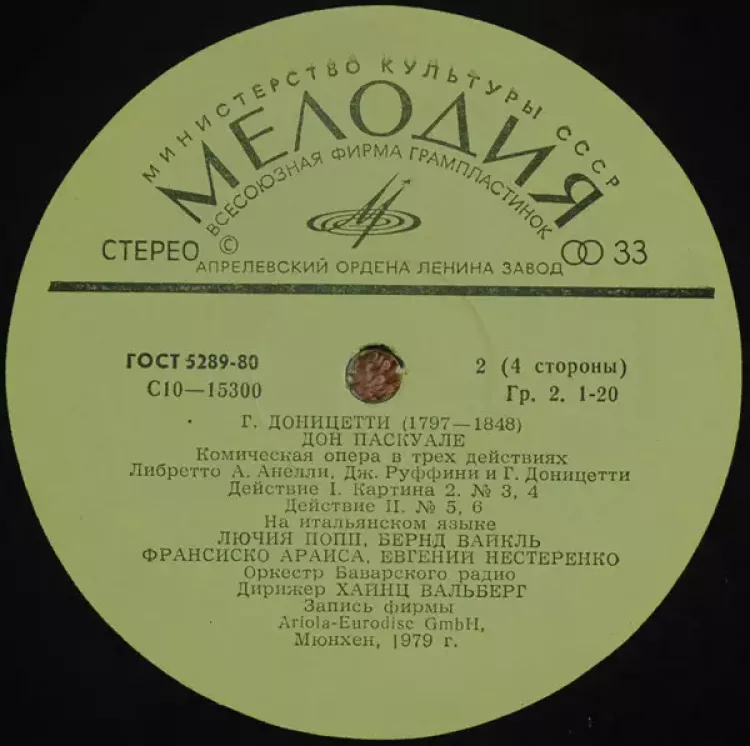 МИНИСТЕРСТВО КУЛЬТУРЫ СССР
МЕЛОДИЯ
ВСЕСОЮЗНАЯ ФИРМА ГРАМПЛАСТИНОК
СТЕРЕО © 33
АПРЕЛЕВСКИЙ ОРДЕНА ЛЕНИНА ЗАВОД
ГОСТ 5289-80 2 (4 стороны)
С10—15300 Гр. 2. 1-20
Г. ДОНИЦЕТТИ (1797—1848)
ДОН ПАСКУАЛЕ
Комическая опера в трех действиях
Либретто А. Анелли, Дж. Руффини и Г. Доницетти
Действие I. Картина 2. № 3, 4
Действие II. № 5, 6
На итальянском языке
ЛЮЧИЯ ПОПП, БЕРНД ВАЙКЛЬ
ФРАНСИСКО АРАИСА, ЕВГЕНИЙ НЕСТЕРЕНКО
Оркестр Баварского радио
Дирижер ХАЙНЦ ВАЛЬБЕРГ
Запись фирмы
Ariola-Eurodisc GmbH,
Мюнхен, 1979 г.